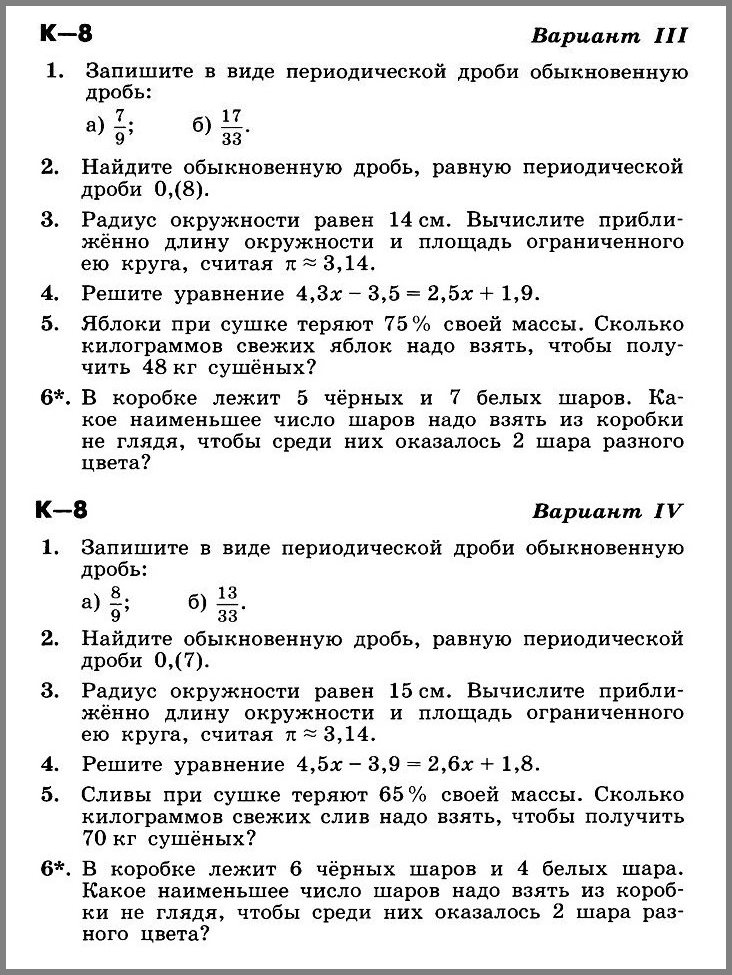 К—8 Вариант III
1. Запишите в виде периодической дроби обыкновенную
дробь:
а) 7/9; б) 17/33.
2. Найдите обыкновенную дробь, равную периодической
дроби 0,(8).
3. Радиус окружности равен 14 см. Вычислите прибли-
жённо длину окружности и площадь ограниченного
ею круга, считая π ≈ 3,14.
4. Решите уравнение 4,3x − 3,5 = 2,5x + 1,9.
5. Яблоки при сушке теряют 75% своей массы. Сколько
килограммов свежих яблок надо взять, чтобы полу-
чить 48 кг сушёных?
6*. В коробке лежит 5 чёрных и 7 белых шаров. Ка-
кое наименьшее число шаров надо взять из коробки
не глядя, чтобы среди них оказалось 2 шара разного
цвета?
К—8 Вариант IV
1. Запишите в виде периодической дроби обыкновенную
дробь:
а) 8/9; б) 13/33.
2. Найдите обыкновенную дробь, равную периодической
дроби 0,(7).
3. Радиус окружности равен 15 см. Вычислите прибли-
жённо длину окружности и площадь ограниченного
ею круга, считая π ≈ 3,14.
4. Решите уравнение 4,5x − 3,9 = 2,6x + 1,8.
5. Сливы при сушке теряют 65% своей массы. Сколько
килограммов свежих слив надо взять, чтобы получить
70 кг сушёных?
6*. В коробке лежит 6 чёрных шаров и 4 белых шара.
Какое наименьшее число шаров надо взять из короб-
ки не глядя, чтобы среди них оказалось 2 шара раз-
ного цвета?